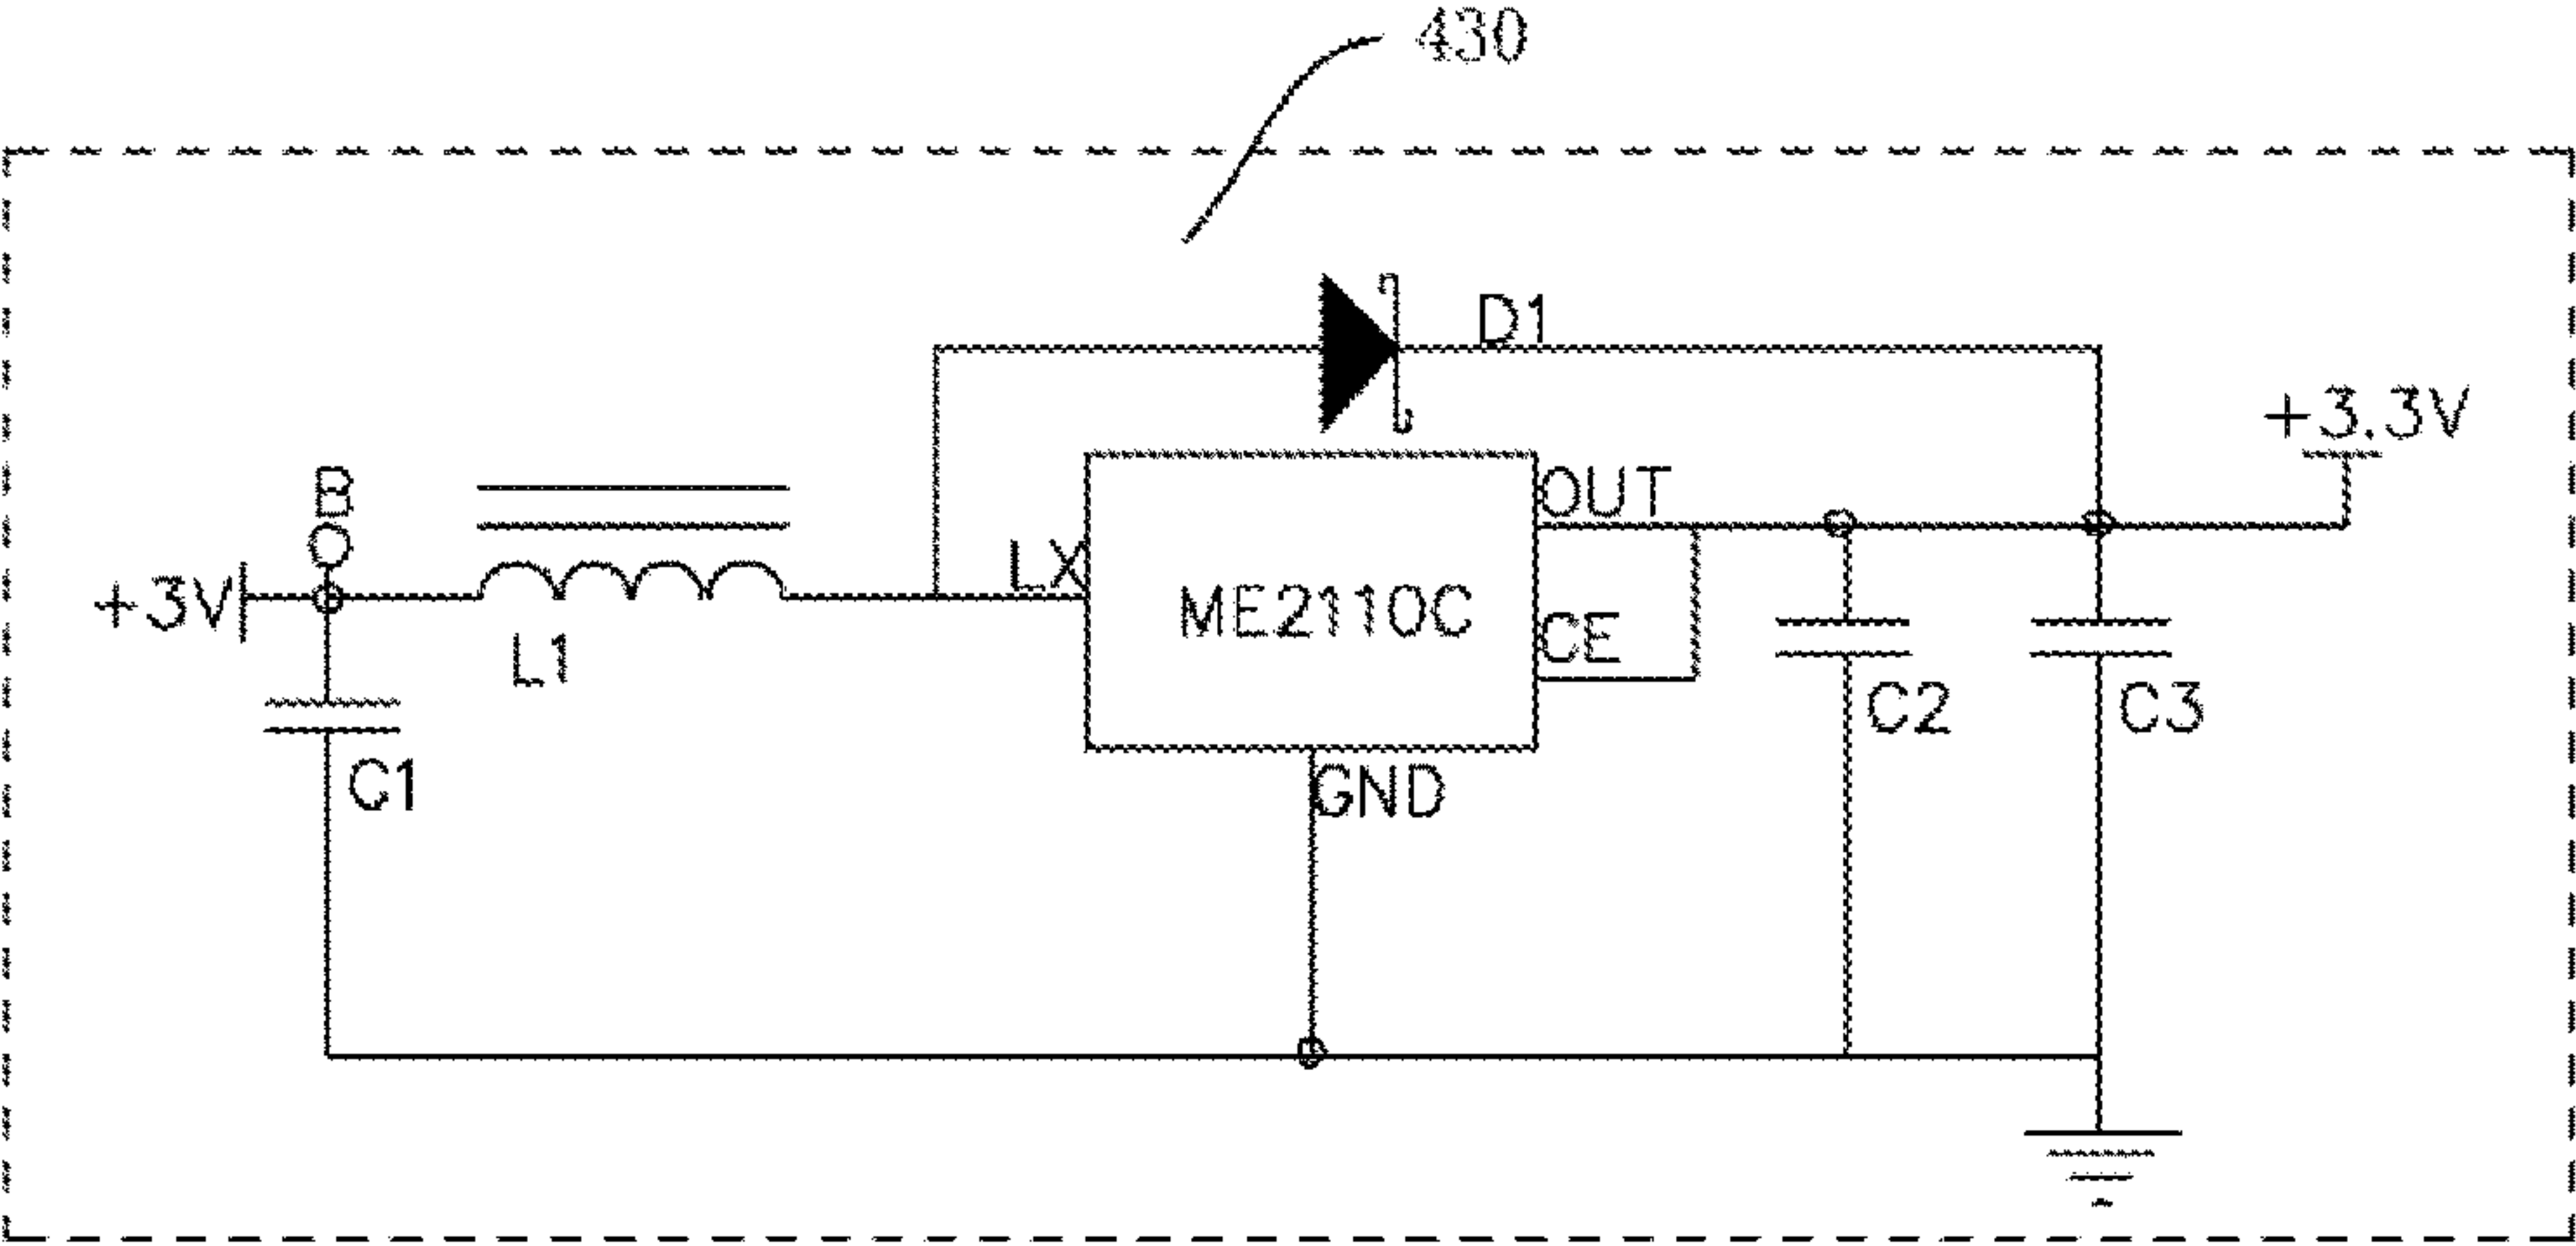 430
D1
+3.3V
B
OUT
LX
+3V
ME2110C
CE
L1
C2
C3
C1
GND